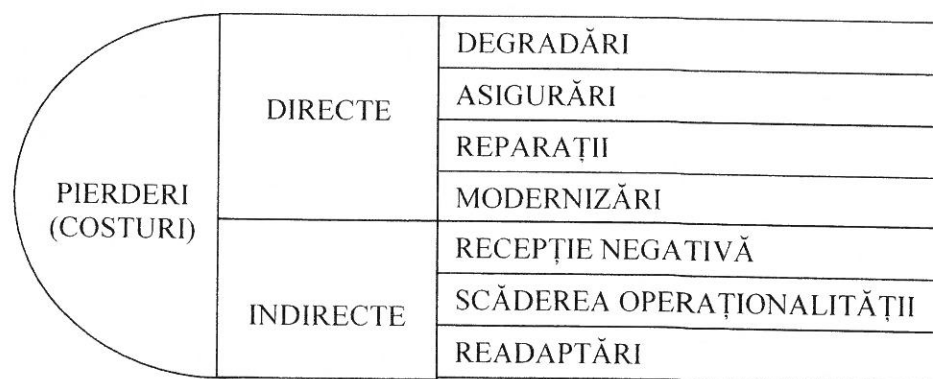 PIERDERI
(COSTURI)
DIRECTE
DEGRADĂRI
ASIGURĂRI
REPARAȚII
MODERNIZĂRI
INDIRECTE
RECEPȚIE NEGATIVĂ
SCĂDEREA OPERAȚIONALITĂȚII
READAPTĂRI